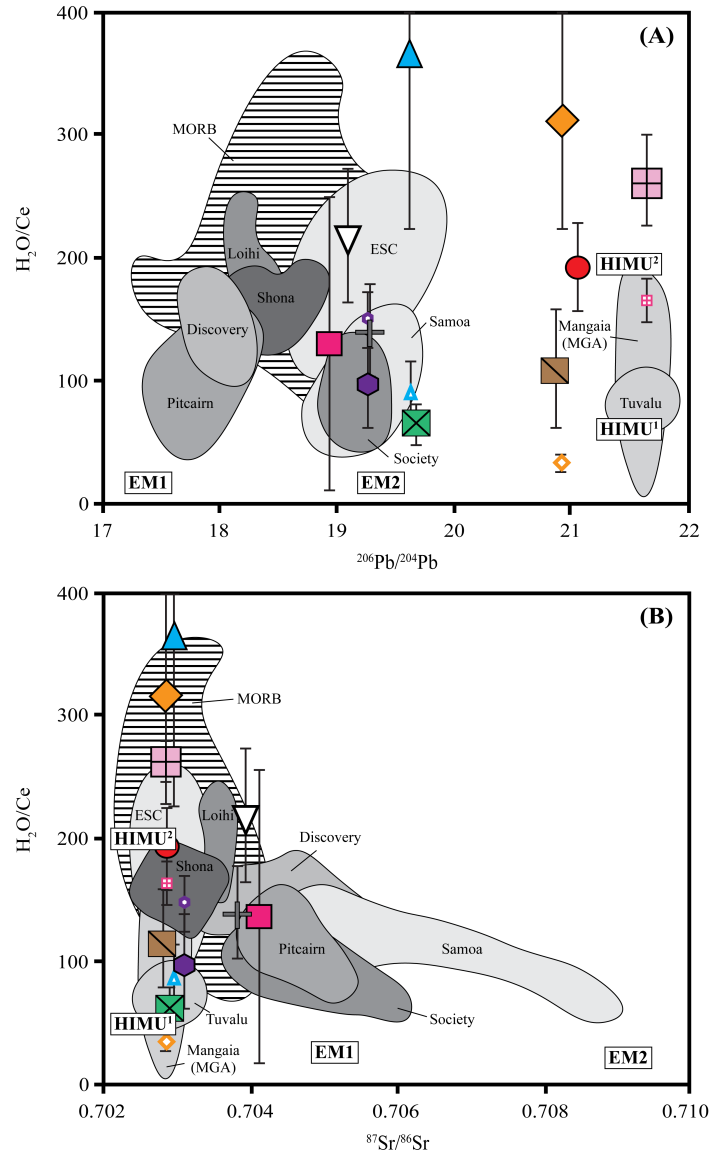 400
(A)
MORB
300
H₂O/Ce
Loihi
ESC
200
HIMU²
Shona
Discovery
Samoa
Mangaia
(MGA)
100
Pitcairn
Tuvalu
HIMU¹
Society
EM1
EM2
0
17
18
19
20
21
22
²⁰⁶Pb/²⁰⁴Pb
400
(B)
300
MORB
H₂O/Ce
ESC
Loihi
200
HIMU²
Discovery
Shona
Pitcairn
Samoa
100
Tuvalu
Society
HIMU¹
Mangaia
(MGA)
EM1
EM2
0
0.702
0.704
0.706
0.708
0.710
⁸⁷Sr/⁸⁶Sr